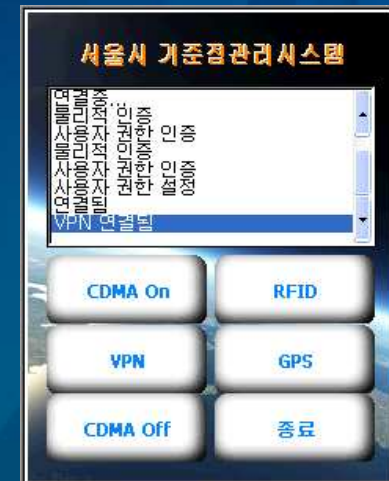 서울시 기준점관리시스템
연결중...
물리적 인증
사용자 권한 인증
물리적 인증
사용자 권한 인증
사용자 권한 설정
연결됨
VPN 연결됨
CDMA On
RFID
VPN
GPS
CDMA Off
종료